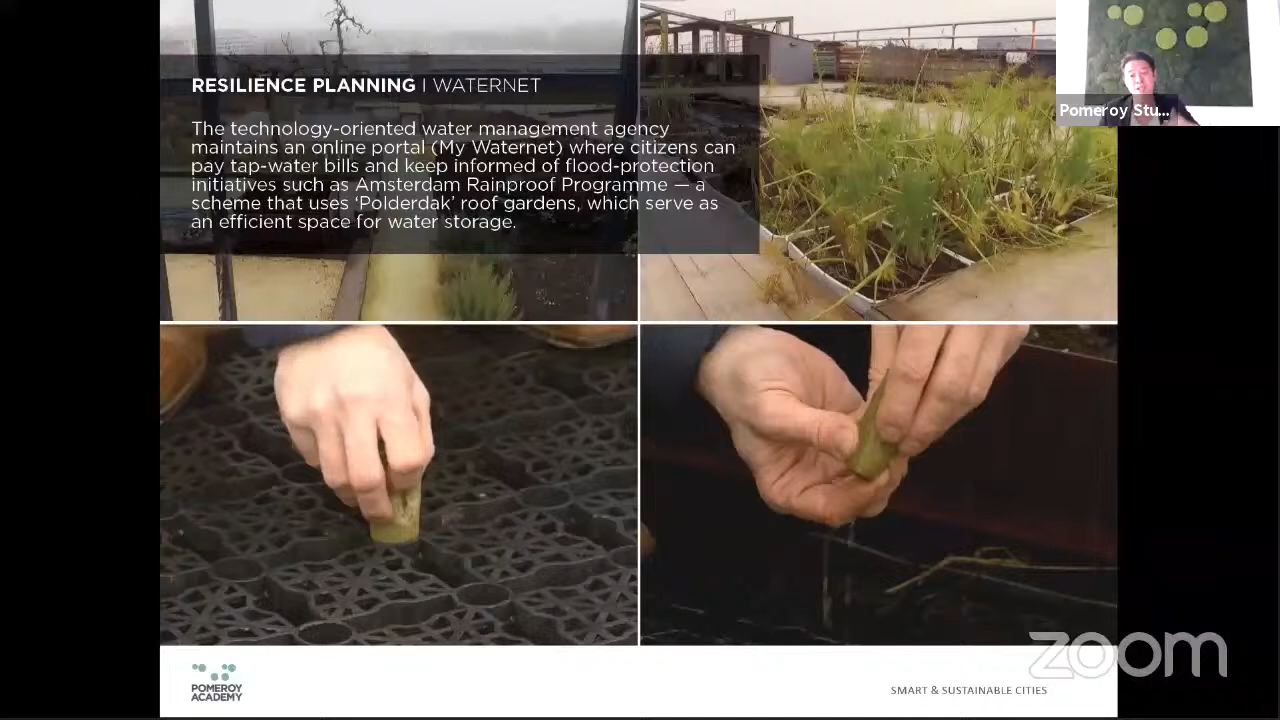 RESILIENCE PLANNING | WATERNET
The technology-oriented water management agency
maintains an online portal (My Waternet) where citizens can
pay tap-water bills and keep informed of flood-protection
initiatives such as Amsterdam Rainproof Programme — a
scheme that uses ‘Polderdak’ roof gardens, which serve as
an efficient space for water storage.
Pomeroy Stu...
zoom
POMEROY
ACADEMY
SMART & SUSTAINABLE CITIES